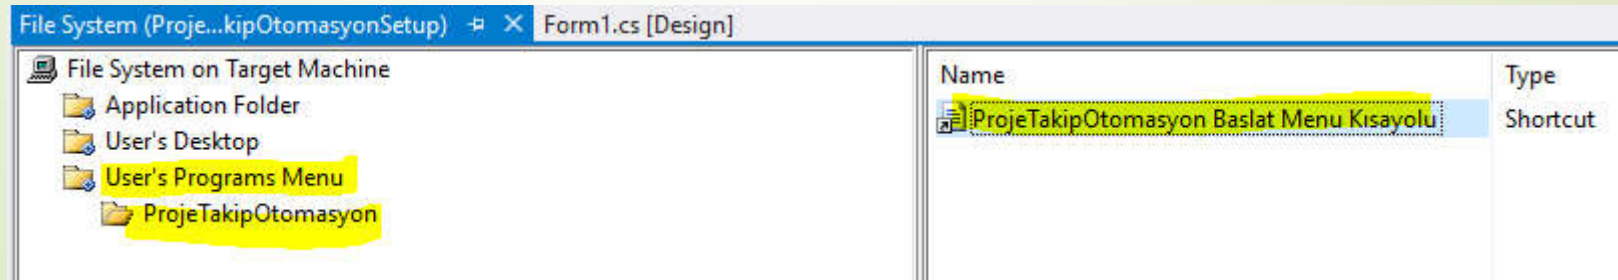 File System (Proje...kipOtomasyonSetup)
Form1.cs [Design]
File System on Target Machine
Application Folder
User's Desktop
User's Programs Menu
ProjeTakipOtomasyon
Name Type
ProjeTakipOtomasyon Baslat Menu Kısayolu Shortcut